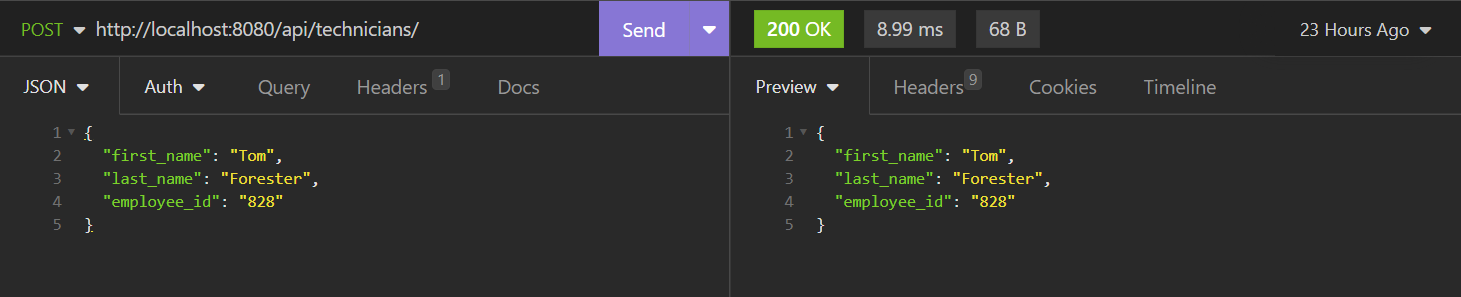 POST http://localhost:8080/api/technicians/ Send 200 OK 8.99 ms 68 B 23 Hours Ago
JSON Auth Query Headers 1 Docs Preview Headers 9 Cookies Timeline
1 {
2 "first_name": "Tom",
3 "last_name": "Forester",
4 "employee_id": "828"
5 }
1 {
2 "first_name": "Tom",
3 "last_name": "Forester",
4 "employee_id": "828"
5 }